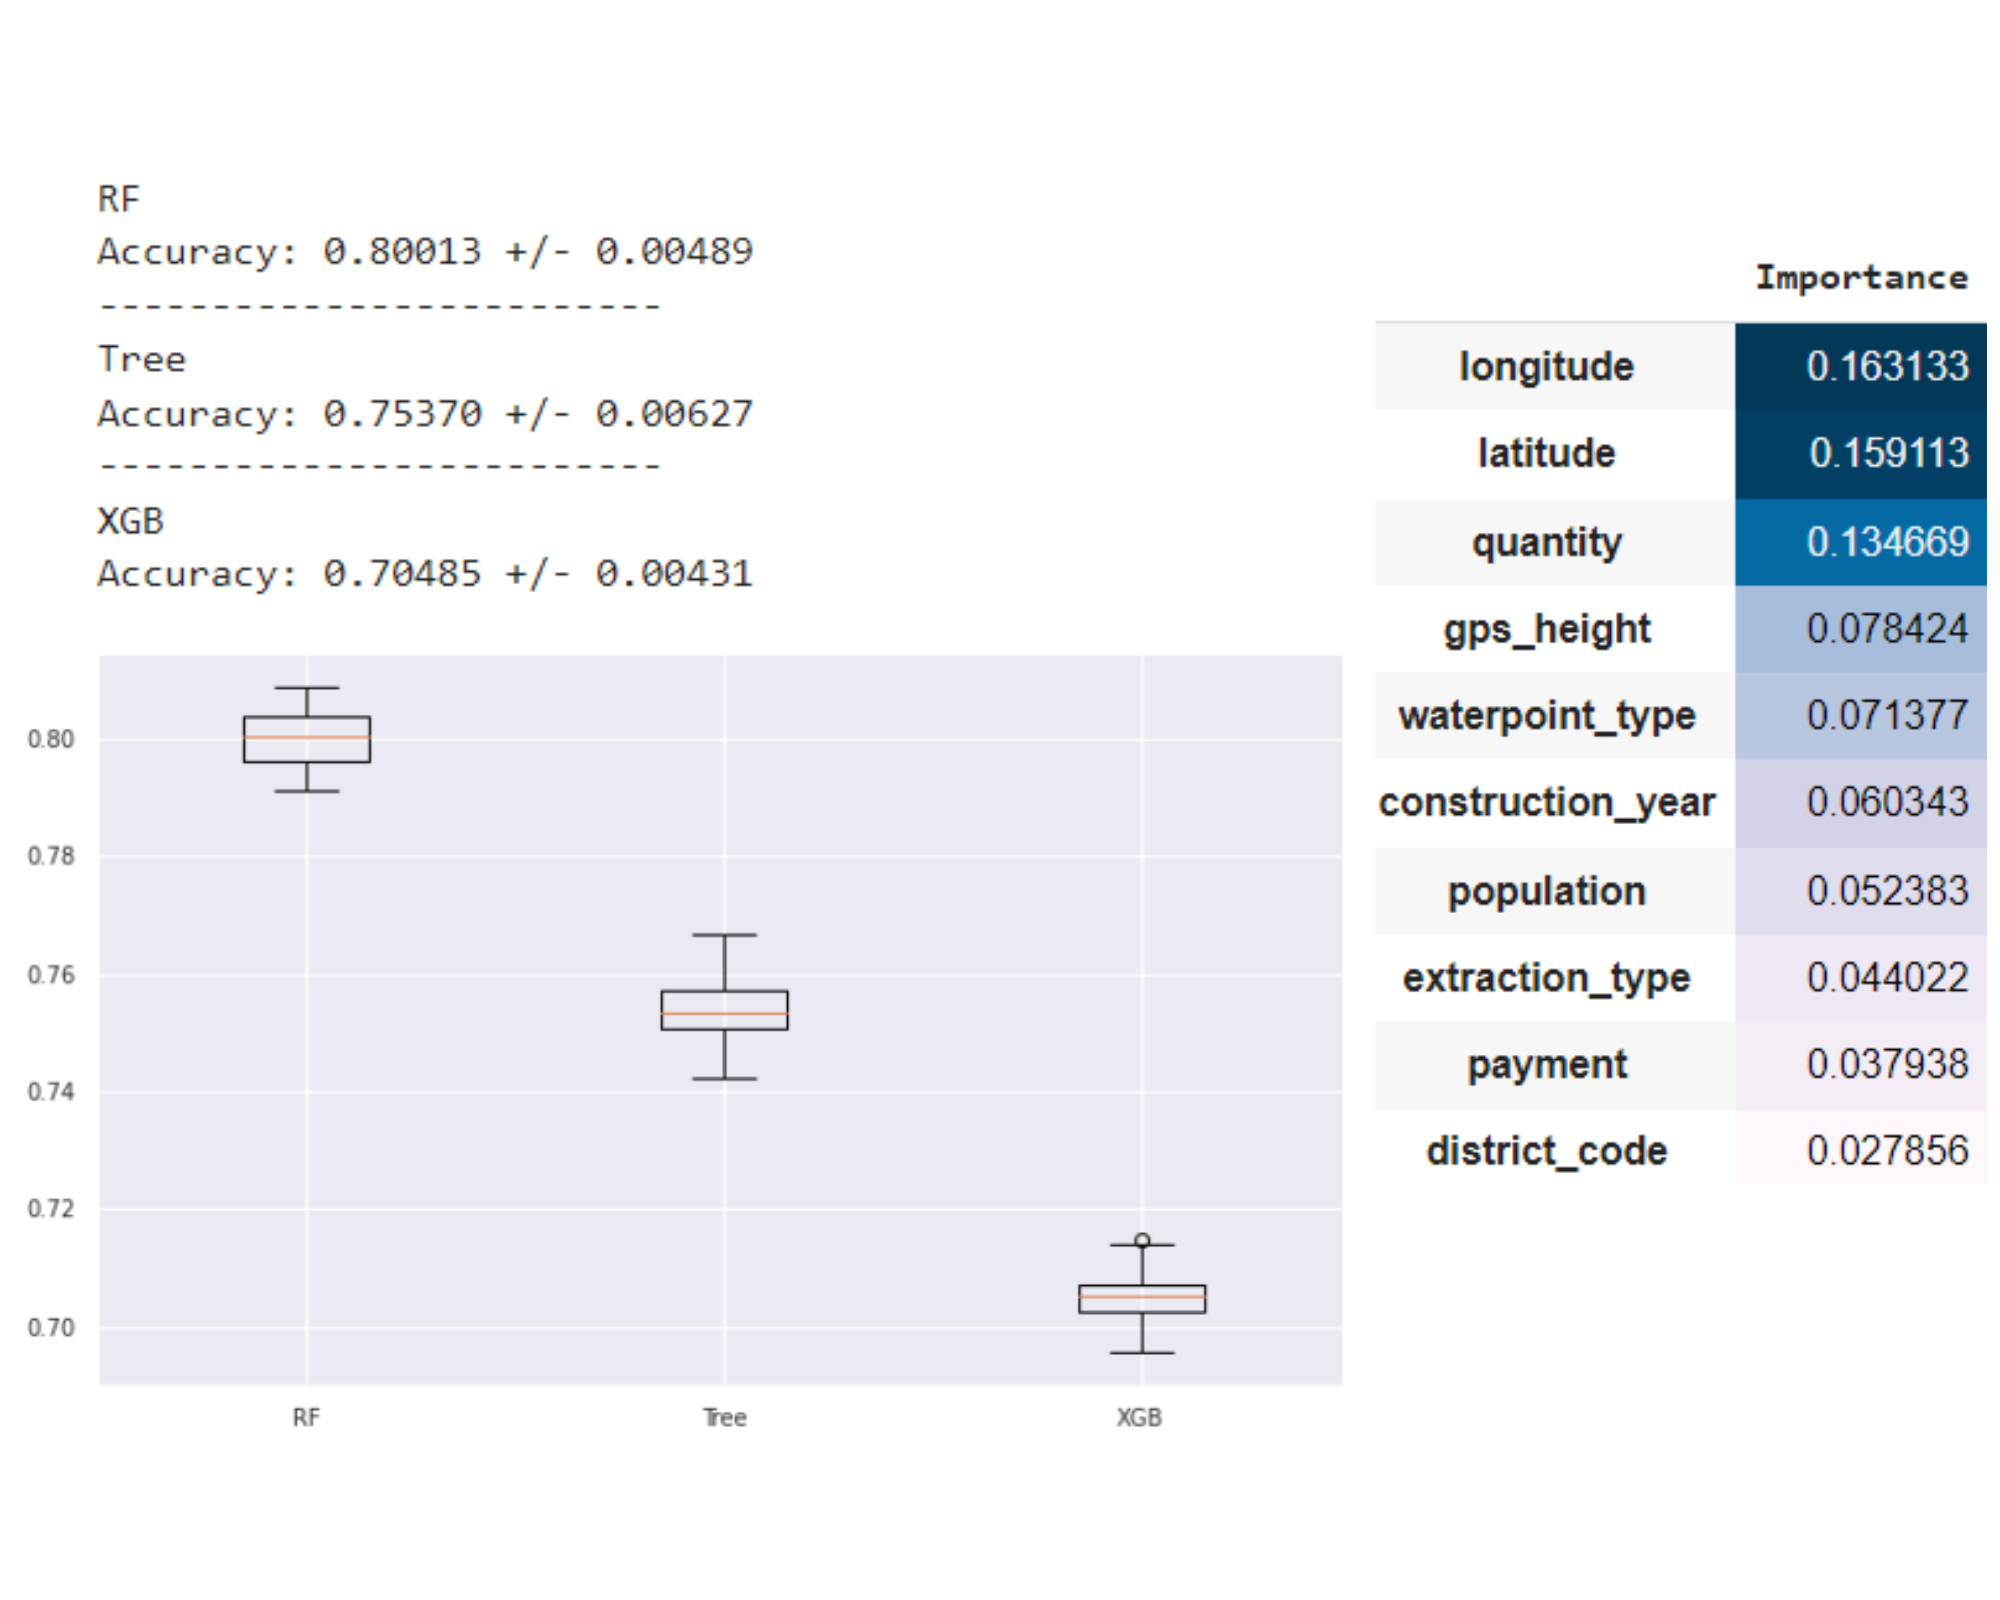 RF
Accuracy: 0.80013 +/- 0.00489
-------------------------
Tree
Accuracy: 0.75370 +/- 0.00627
-------------------------
XGB
Accuracy: 0.70485 +/- 0.00431
0.80
0.78
0.76
0.74
0.72
0.70
RF Tree XGB
Importance
longitude 0.163133
latitude 0.159113
quantity 0.134669
gps_height 0.078424
waterpoint_type 0.071377
construction_year 0.060343
population 0.052383
extraction_type 0.044022
payment 0.037938
district_code 0.027856